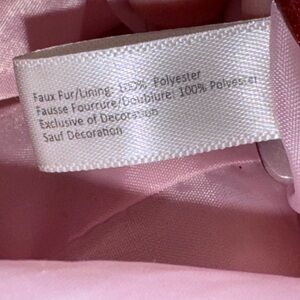 Faux Fur/Lining: 100% Polyester
Fausse Fourrure/Doublure: 100% Polyester
Exclusive of Decoration
Sauf Décoration